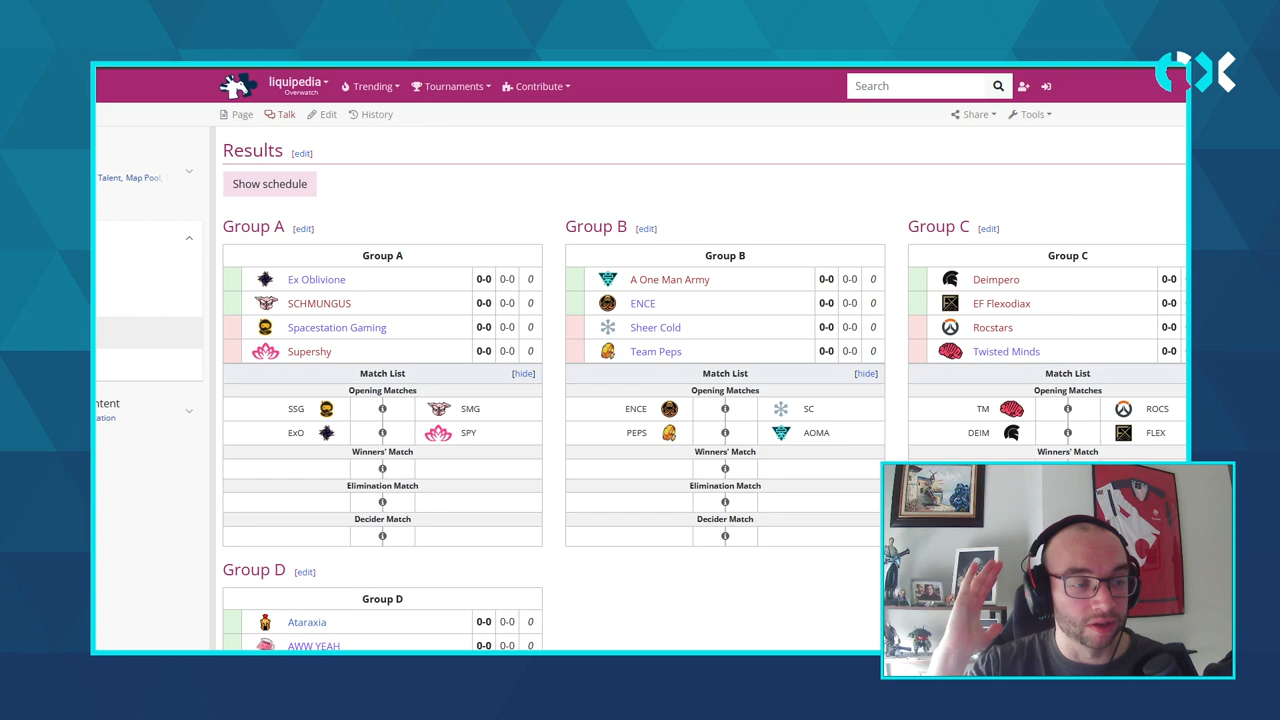 liquipedia
Overwatch
Trending
Tournaments
Contribute
Search
Page
Talk
Edit
History
Share
Tools
Talent, Map Pool,
ntent
ation
Results [edit]
Show schedule
Group A [edit]
Group A
Ex Oblivione 0-0 0-0 0
SCHMUNGUS 0-0 0-0 0
Spacestation Gaming 0-0 0-0 0
Supershy 0-0 0-0 0
Match List [hide]
Opening Matches
SSG SMG
ExO SPY
Winners' Match
Elimination Match
Decider Match
Group B [edit]
Group B
A One Man Army 0-0 0-0 0
ENCE 0-0 0-0 0
Sheer Cold 0-0 0-0 0
Team Peps 0-0 0-0 0
Match List [hide]
Opening Matches
ENCE SC
PEPS AOMA
Winners' Match
Elimination Match
Decider Match
Group C [edit]
Group C
Deimpero 0-0
EF Flexodiax 0-0
Rocstars 0-0
Twisted Minds 0-0
Match List
Opening Matches
TM ROCS
DEIM FLEX
Winners' Match
Group D [edit]
Group D
Ataraxia 0-0 0-0 0
AWW YEAH 0-0 0-0 0